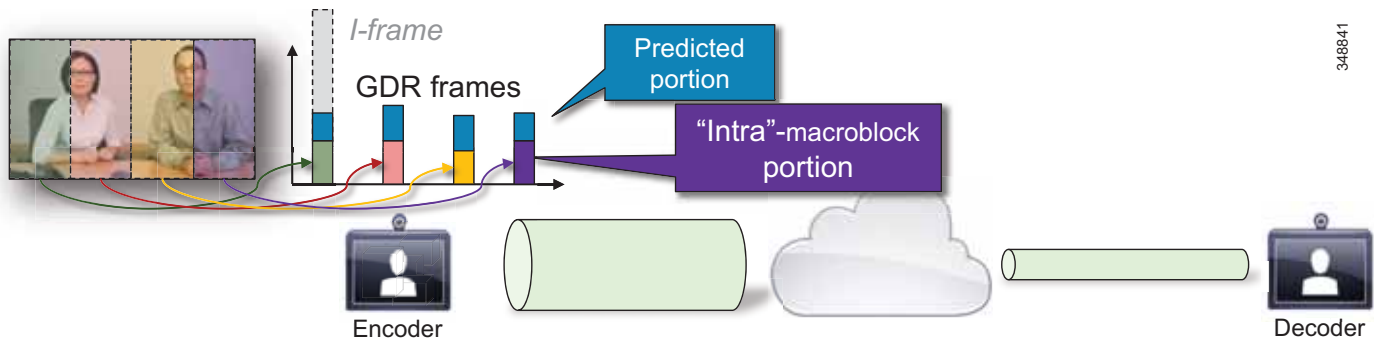 I-frame
GDR frames
Predicted
portion
"Intra"-macroblock
portion
348841
Encoder
Decoder